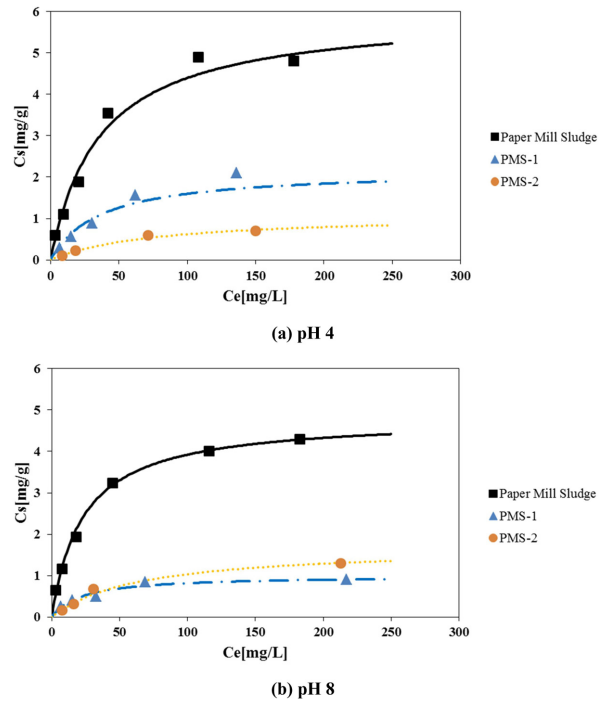 6
5
4
3
2
1
0
Cs[mg/g]
0 50 100 150 200 250 300
Ce[mg/L]
Paper Mill Sludge
PMS-1
PMS-2
(a) pH 4
6
5
4
3
2
1
0
Cs[mg/g]
0 50 100 150 200 250 300
Ce[mg/L]
Paper Mill Sludge
PMS-1
PMS-2
(b) pH 8